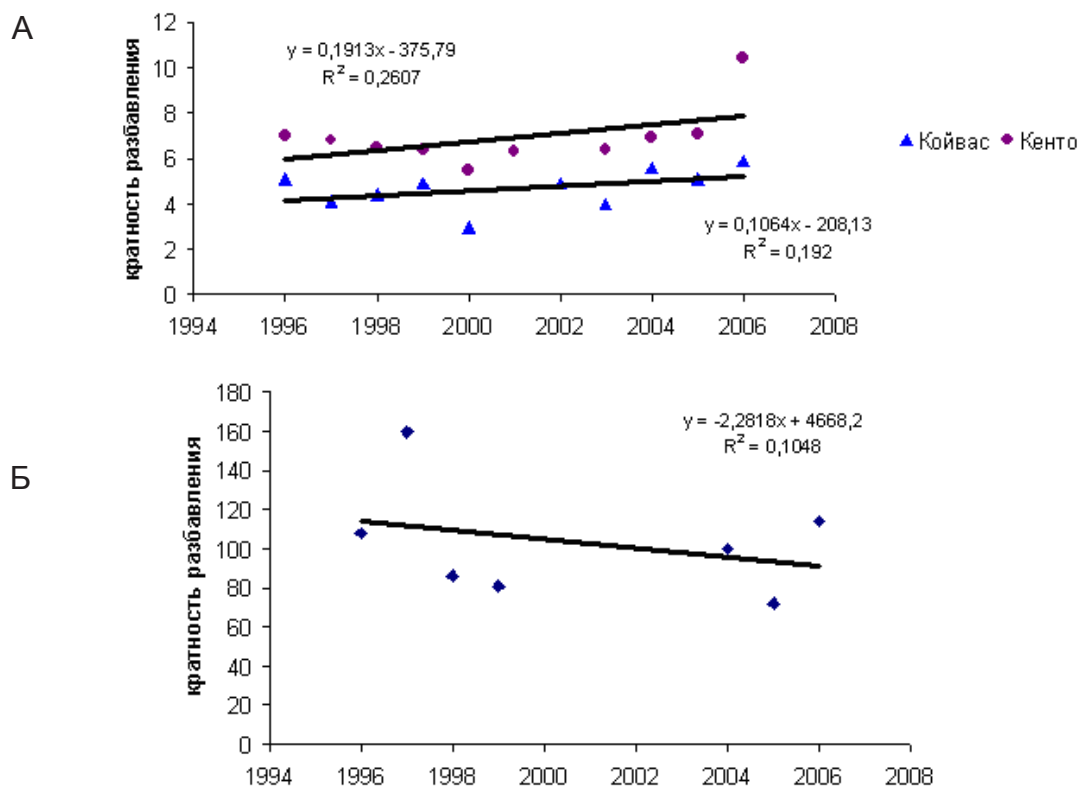 А
кратность разбавления
12
10
8
6
4
2
0
y = 0,1913x - 375,79
R² = 0,2607
y = 0,1064x - 208,13
R² = 0,192
Койвас Кенто
1994 1996 1998 2000 2002 2004 2006 2008
Б
кратность разбавления
180
160
140
120
100
80
60
40
20
0
y = -2,2818x + 4668,2
R² = 0,1048
1994 1996 1998 2000 2002 2004 2006 2008